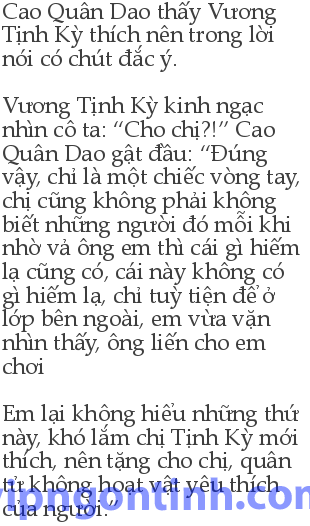 Cao Quân Dao thấy Vương
Tịnh Kỳ thích nên trong lời
nói có chút đắc ý.
Vương Tịnh Kỳ kinh ngạc
nhìn cô ta: “Cho chị?!” Cao
Quân Dao gật đầu: “Đúng
vậy, chỉ là một chiếc vòng tay,
chị cũng không phải không
biết những người đó mỗi khi
nhờ vả ông em thì cái gì hiếm
lạ cũng có, cái này không có
gì hiếm lạ, chỉ tuỳ tiện để ở
lớp bên ngoài, em vừa vặn
nhìn thấy, ông liến cho em
chơi
Em lại không hiểu những thứ
này, khó lắm chị Tịnh Kỳ mới
thích, nên tặng cho chị, quân
tử không hoạt vật yêu thích
của người.”
vipngontinh.com